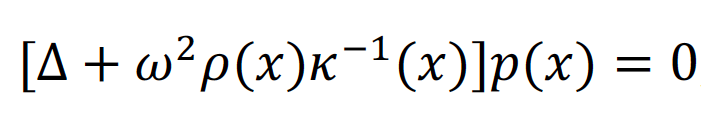 [Δ + ω²ρ(x)κ⁻¹(x)]p(x) = 0